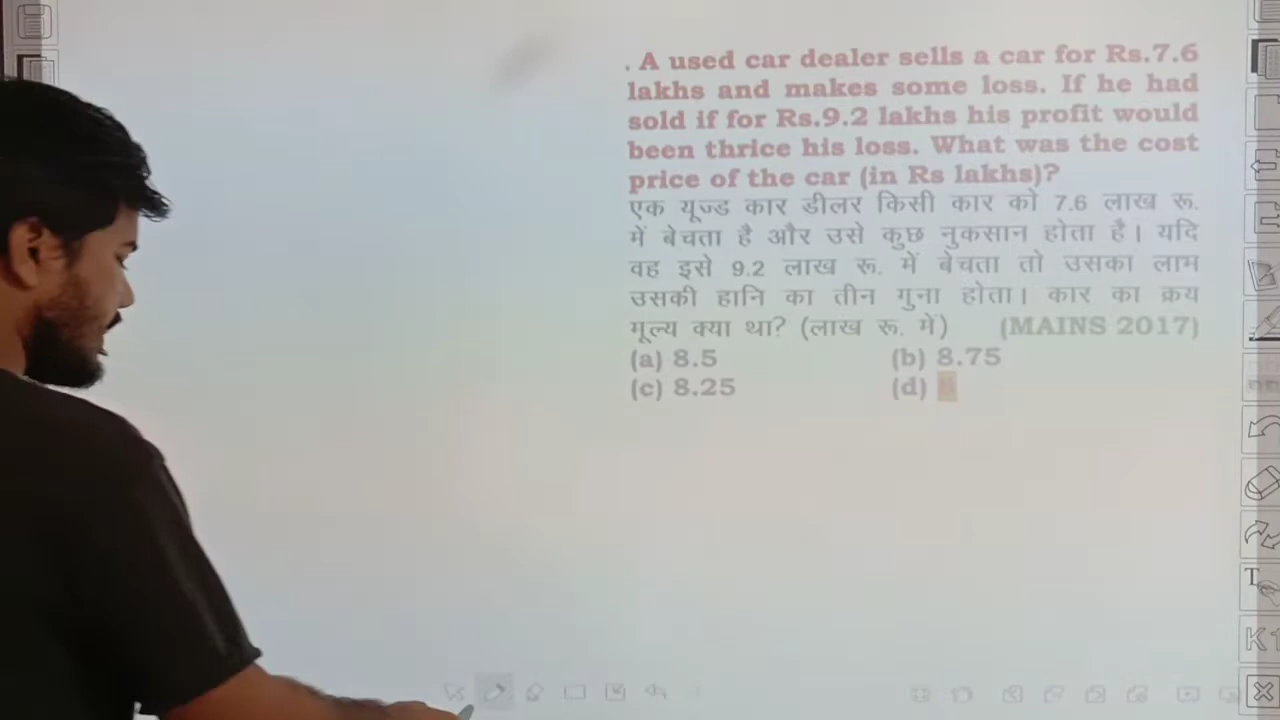 . A used car dealer sells a car for Rs.7.6
lakhs and makes some loss. If he had
sold if for Rs.9.2 lakhs his profit would
been thrice his loss. What was the cost
price of the car (in Rs lakhs)?
एक यूज्ड कार डीलर किसी कार को 7.6 लाख रू.
में बेचता है और उसे कुछ नुकसान होता है। यदि
वह इसे 9.2 लाख रू. में बेचता तो उसका लाभ
उसकी हानि का तीन गुना होता। कार का क्रय
मूल्य क्या था? (लाख रू. में) (MAINS 2017)
(a) 8.5 (b) 8.75
(c) 8.25 (d)
T
K